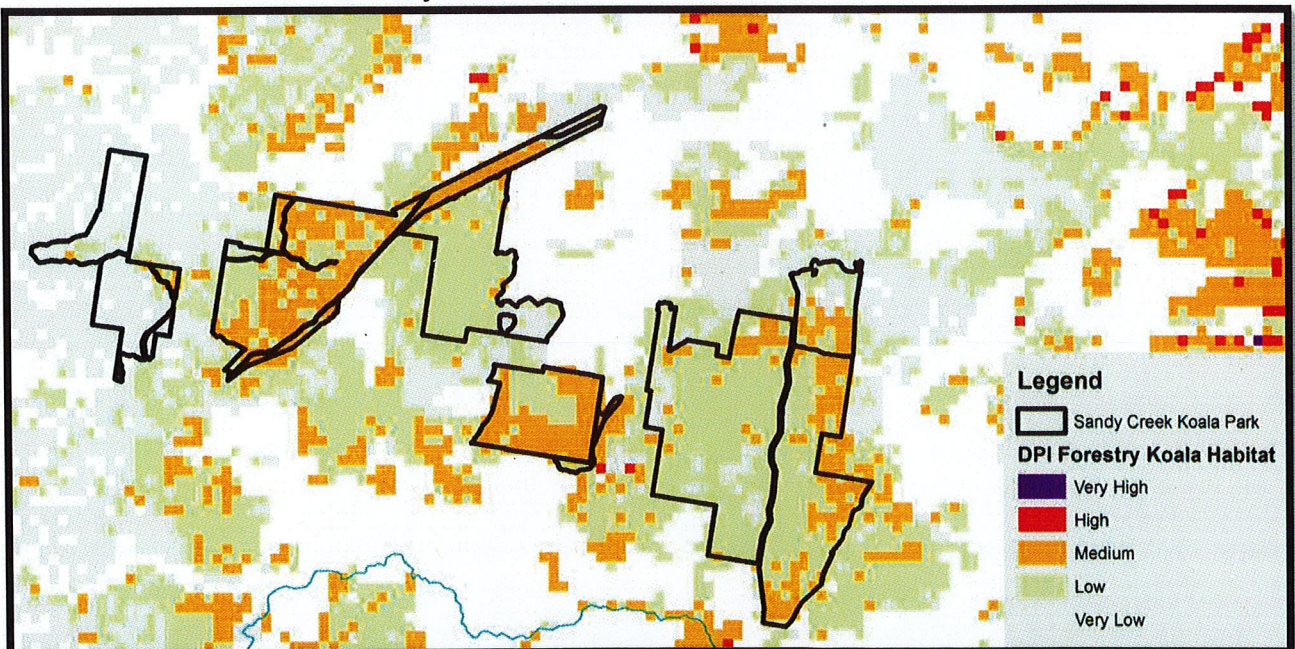 Legend
Sandy Creek Koala Park
DPI Forestry Koala Habitat
Very High
High
Medium
Low
Very Low